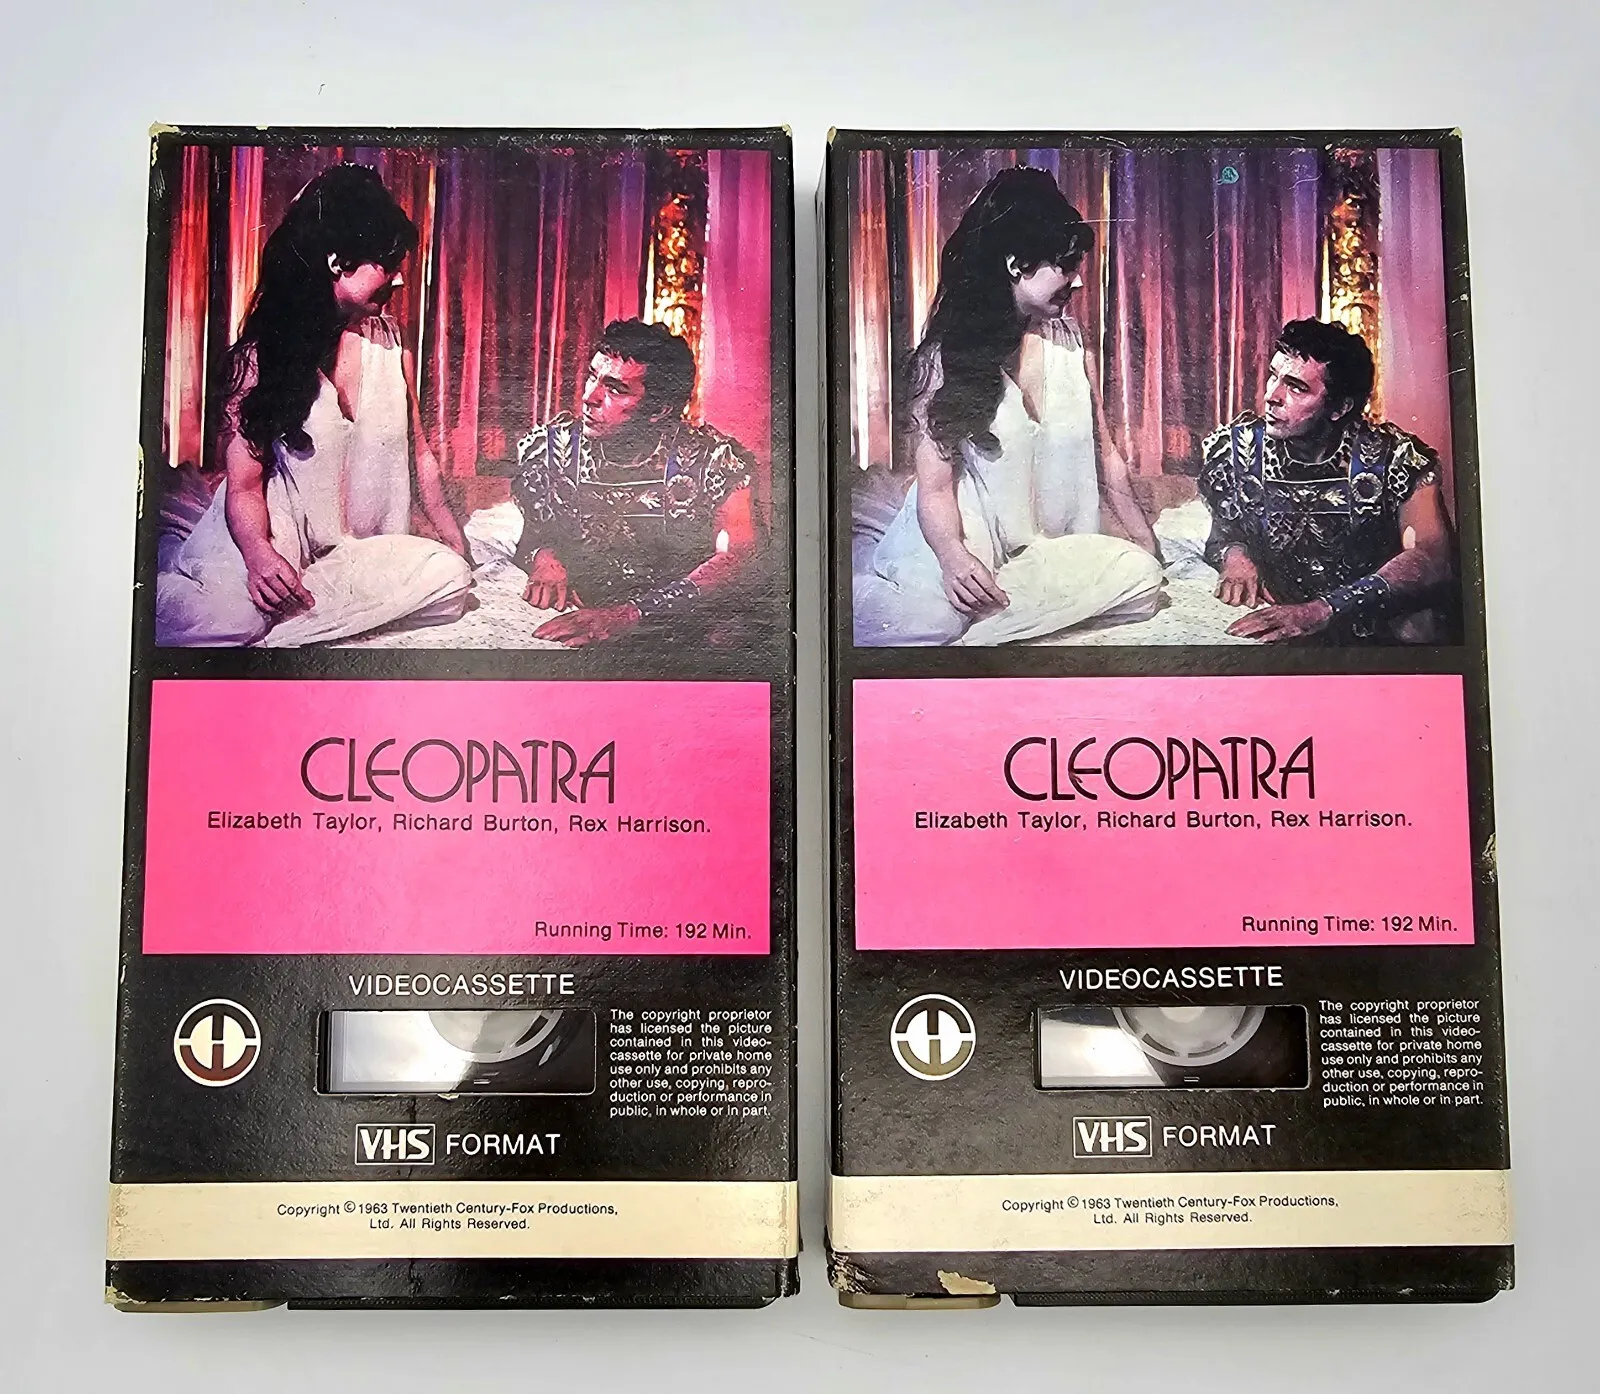 CLEOPATRA
Elizabeth Taylor, Richard Burton, Rex Harrison.
Running Time: 192 Min.
VIDEOCASSETTE
The copyright proprietor
has licensed the picture
contained in this video-
cassette for private home
use only and prohibits any
other use, copying, repro-
duction or performance in
public, in whole or in part.
VHS FORMAT
Copyright © 1963 Twentieth Century-Fox Productions,
Ltd. All Rights Reserved.
CLEOPATRA
Elizabeth Taylor, Richard Burton, Rex Harrison.
Running Time: 192 Min.
VIDEOCASSETTE
The copyright proprietor
has licensed the picture
contained in this video-
cassette for private home
use only and prohibits any
other use, copying, repro-
duction or performance in
public, in whole or in part.
VHS FORMAT
Copyright © 1963 Twentieth Century-Fox Productions,
Ltd. All Rights Reserved.